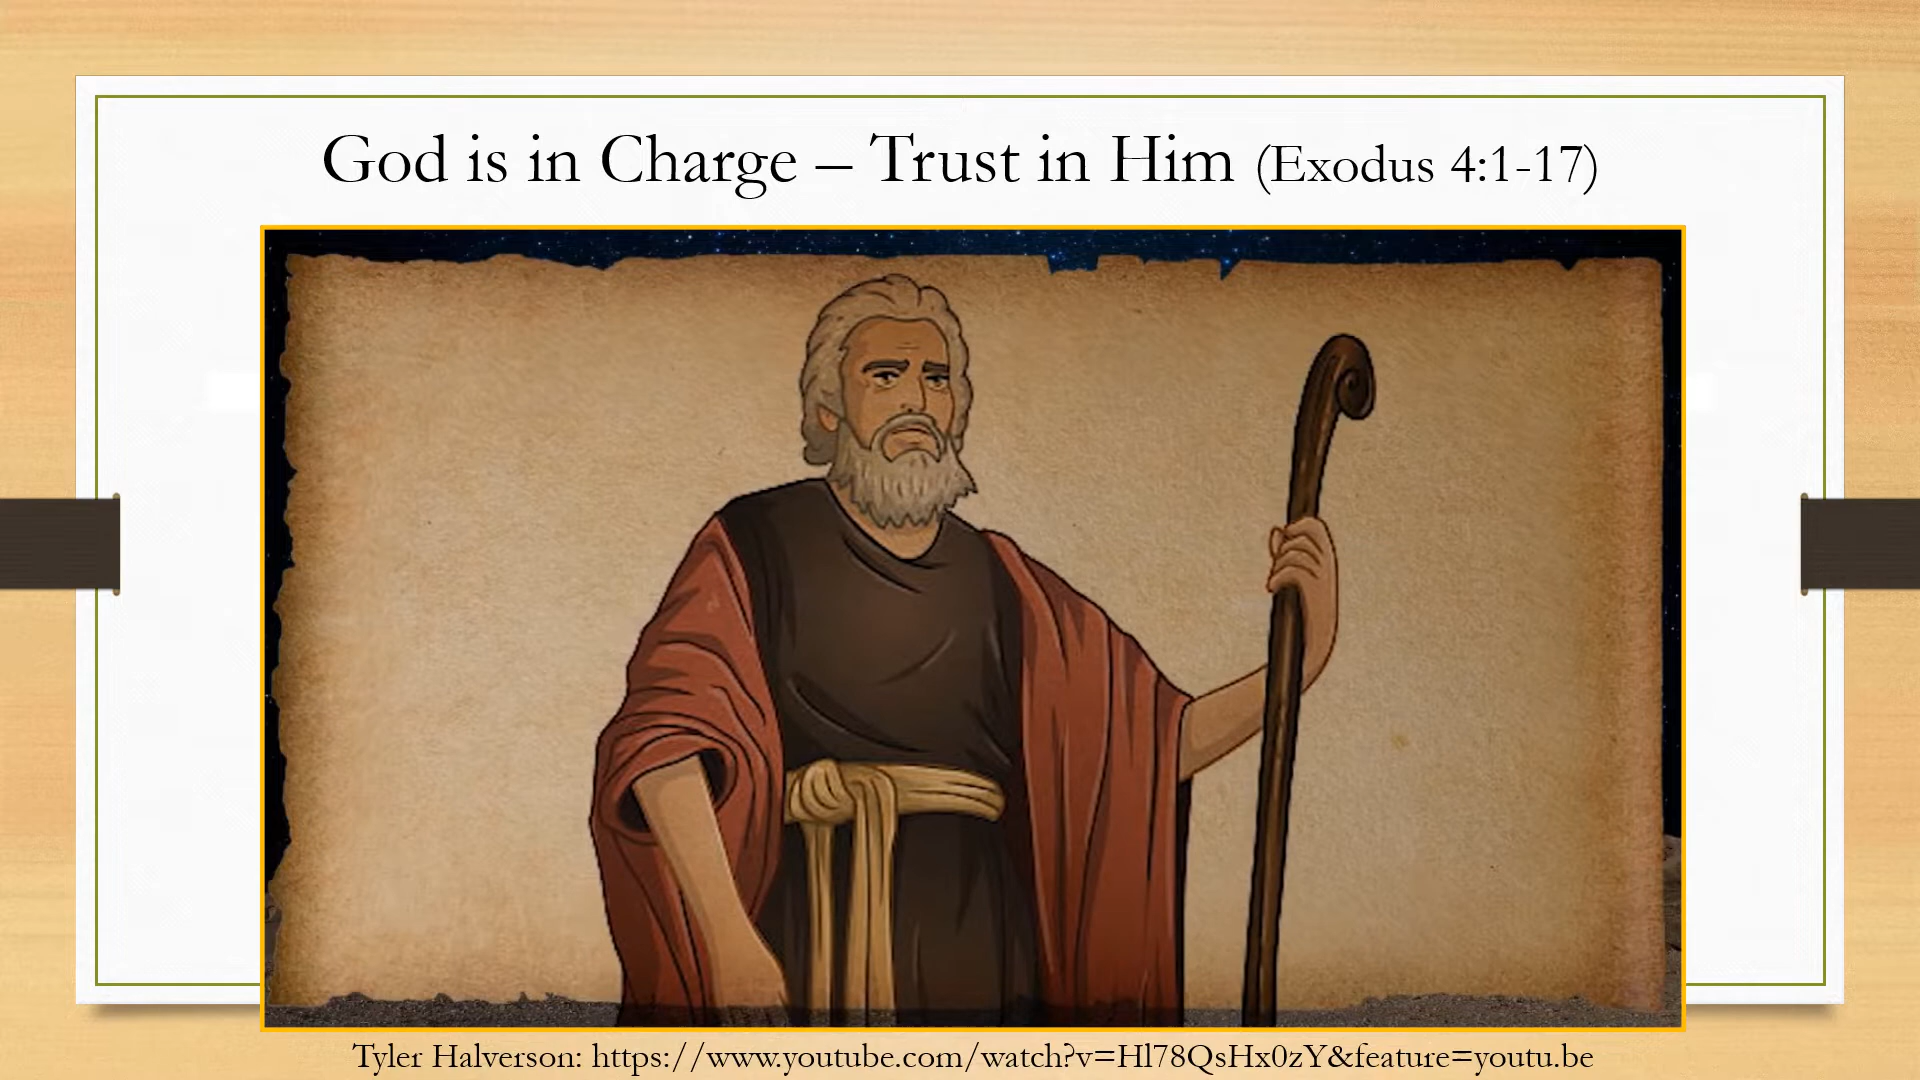 God is in Charge – Trust in Him (Exodus 4:1-17)
Tyler Halverson: https://www.youtube.com/watch?v=Hl78QsHx0zY&feature=youtu.be